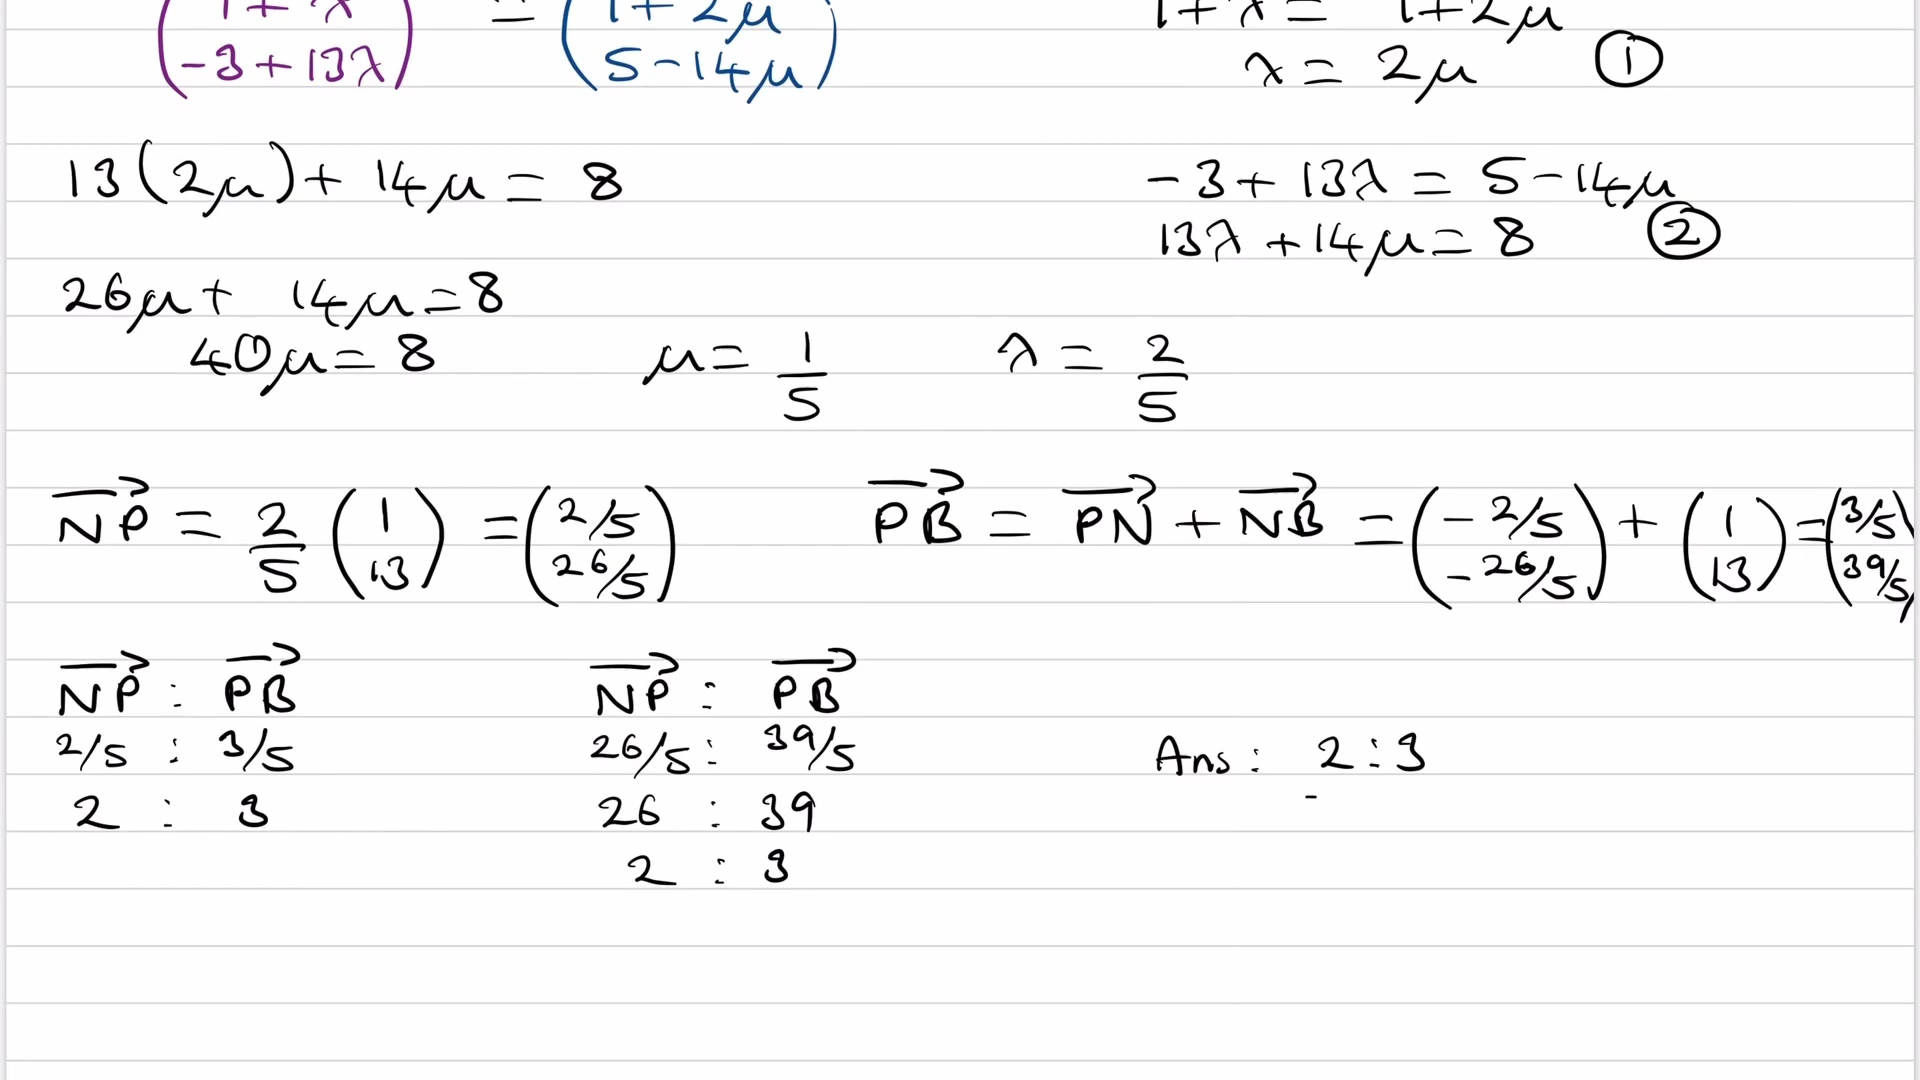 (1 + λ) = (1 + 2μ) 1 + λ = 1 + 2μ
(-3 + 13λ) (5 - 14μ) λ = 2μ ①
13(2μ) + 14μ = 8 -3 + 13λ = 5 - 14μ
13λ + 14μ = 8 ②
26μ + 14μ = 8
40μ = 8 μ = 1/5 λ = 2/5
NP = 2/5 (1 13) = (2/5 26/5) PB = PN + NB = (-2/5 -26/5) + (1 13) = (3/5 39/5)
NP : PB NP : PB
2/5 : 3/5 26/5 : 39/5 Ans : 2 : 3
2 : 3 26 : 39
2 : 3